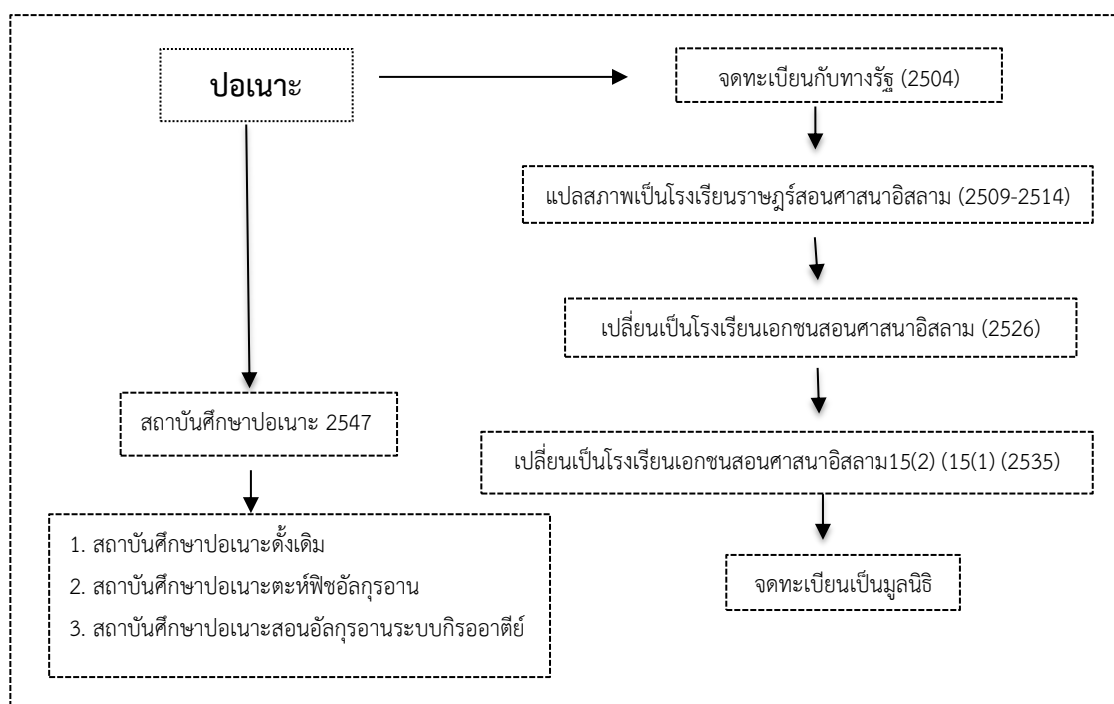 ปอเนาะ
จดทะเบียนกับทางรัฐ (2504)
แปลสภาพเป็นโรงเรียนราษฎร์สอนศาสนาอิสลาม (2509-2514)
เปลี่ยนเป็นโรงเรียนเอกชนสอนศาสนาอิสลาม (2526)
เปลี่ยนเป็นโรงเรียนเอกชนสอนศาสนาอิสลาม15(2) (15(1) (2535)
จดทะเบียนเป็นมูลนิธิ
สถาบันศึกษาปอเนาะ 2547
1. สถาบันศึกษาปอเนาะดั้งเดิม
2. สถาบันศึกษาปอเนาะตะห์ฟิซอัลกุรอาน
3. สถาบันศึกษาปอเนาะสอนอัลกุรอานระบบกิรออาตีย์